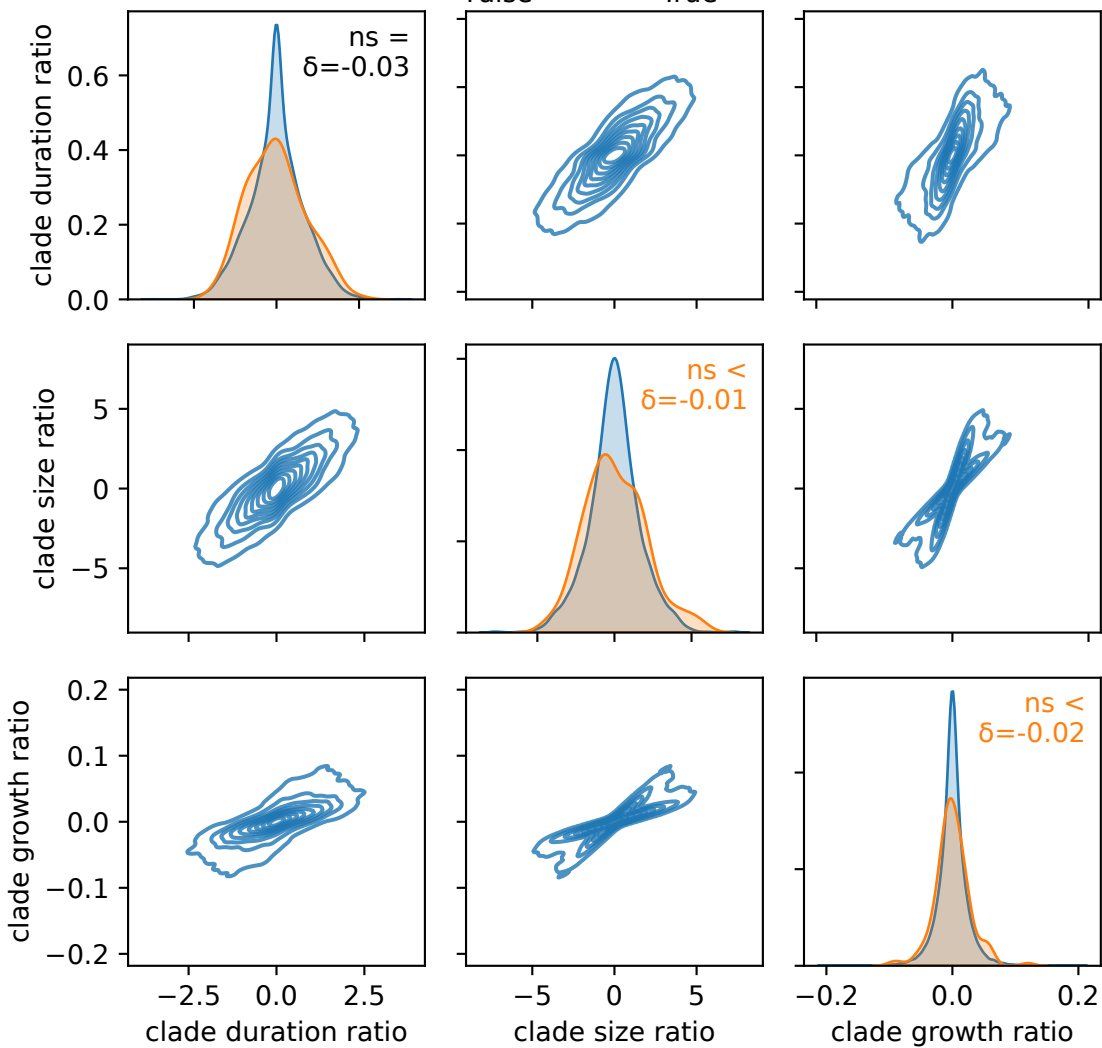 clade duration ratio
0.6
0.4
0.2
0.0
ns =
δ=-0.03
clade size ratio
5
0
−5
ns <
δ=-0.01
clade growth ratio
0.2
0.1
0.0
−0.1
−0.2
ns <
δ=-0.02
−2.5 0.0 2.5
−5 0 5
−0.2 0.0 0.2
clade duration ratio
clade size ratio
clade growth ratio